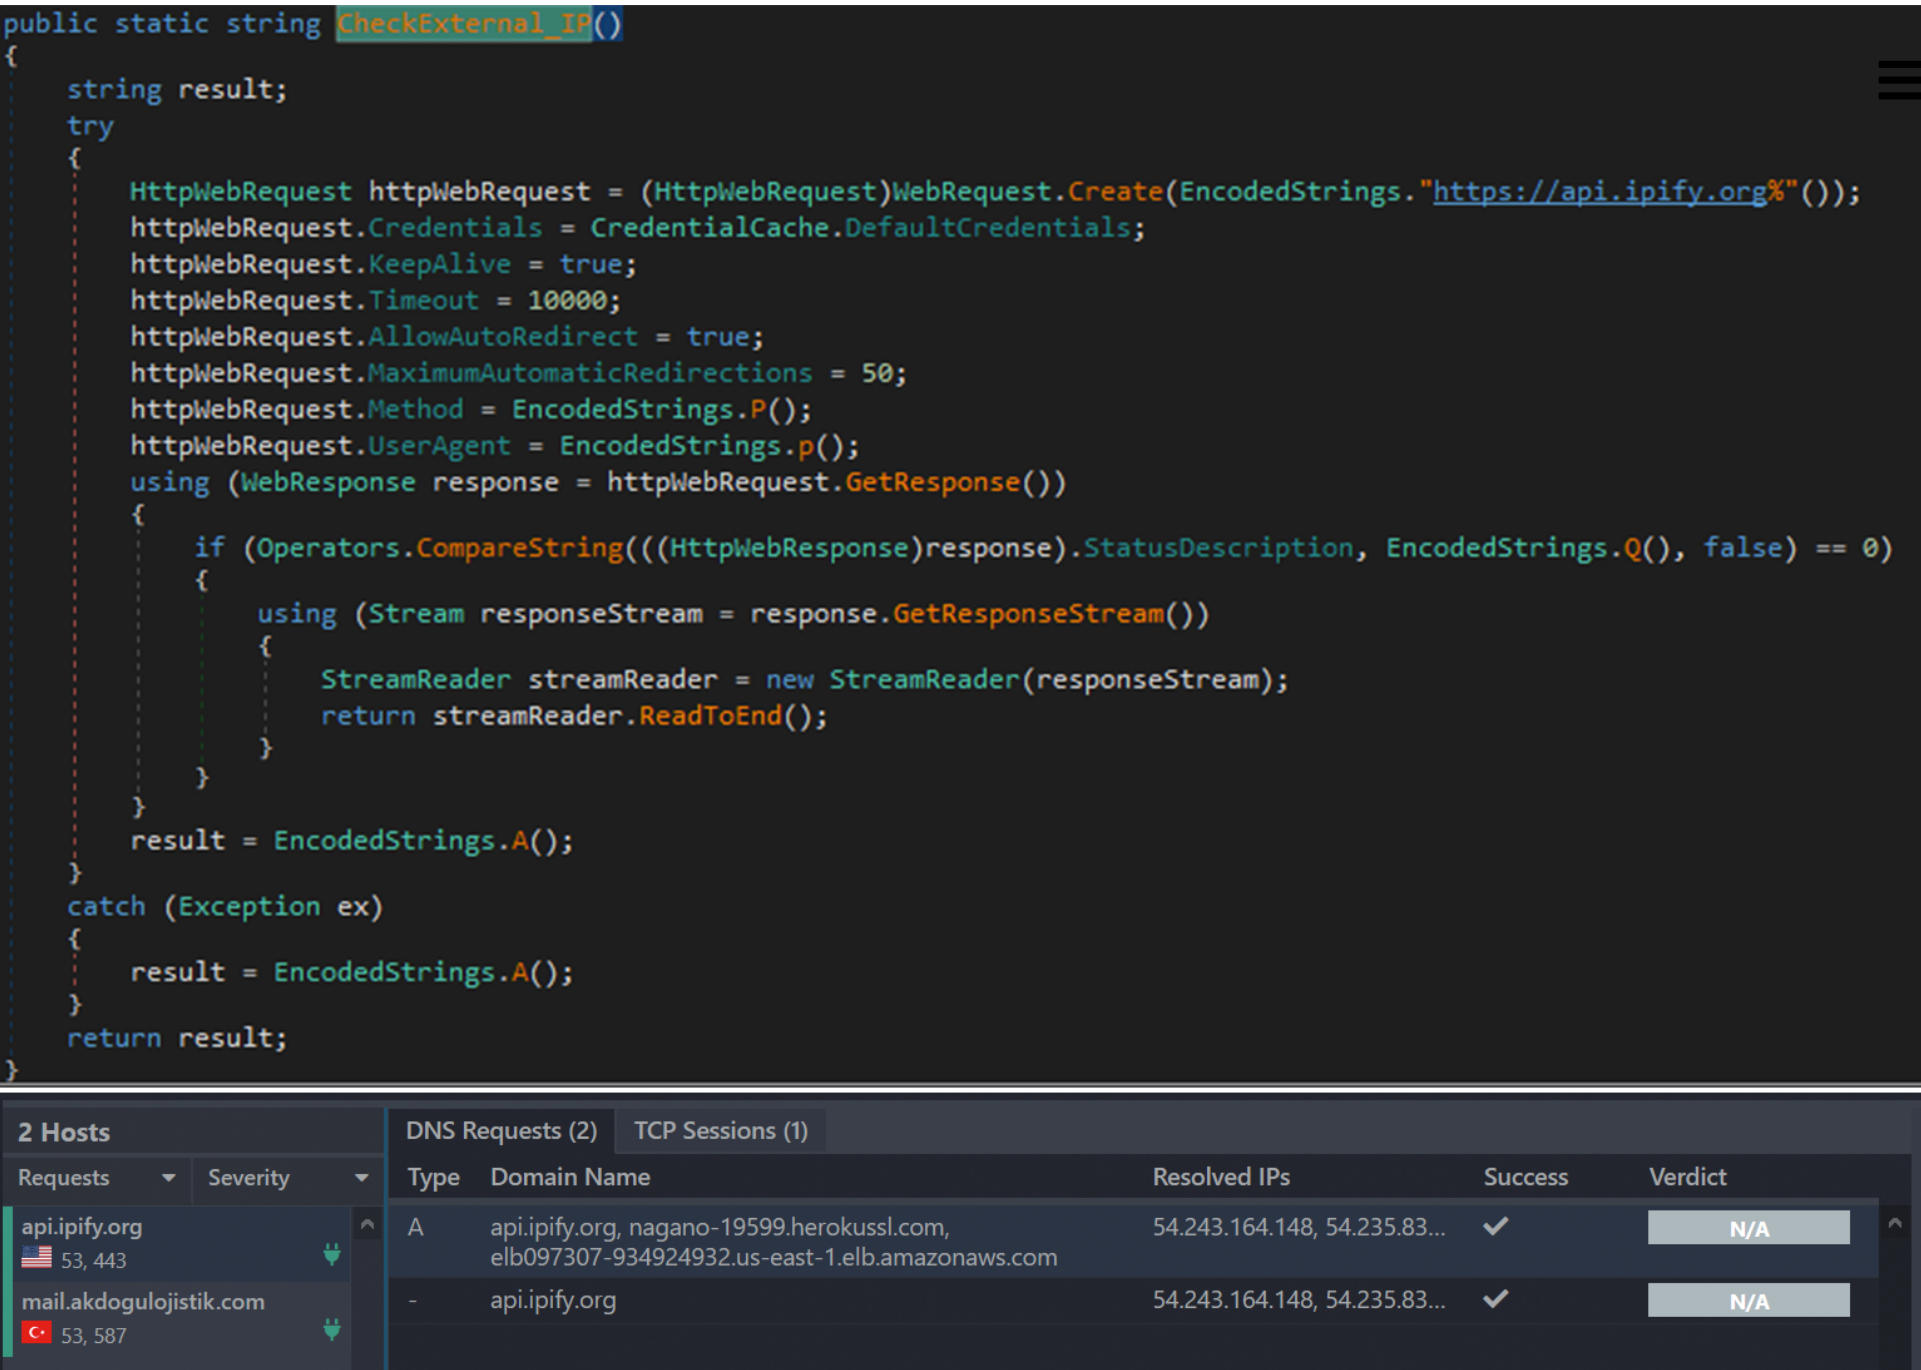 public static string CheckExternal_IP()
{
string result;
try
{
HttpWebRequest httpWebRequest = (HttpWebRequest)WebRequest.Create(EncodedStrings."https://api.ipify.org%"());
httpWebRequest.Credentials = CredentialCache.DefaultCredentials;
httpWebRequest.KeepAlive = true;
httpWebRequest.Timeout = 10000;
httpWebRequest.AllowAutoRedirect = true;
httpWebRequest.MaximumAutomaticRedirections = 50;
httpWebRequest.Method = EncodedStrings.P();
httpWebRequest.UserAgent = EncodedStrings.p();
using (WebResponse response = httpWebRequest.GetResponse())
{
if (Operators.CompareString(((HttpWebResponse)response).StatusDescription, EncodedStrings.Q(), false) == 0)
{
using (Stream responseStream = response.GetResponseStream())
{
StreamReader streamReader = new StreamReader(responseStream);
return streamReader.ReadToEnd();
}
}
}
result = EncodedStrings.A();
}
catch (Exception ex)
{
result = EncodedStrings.A();
}
return result;
}
2 Hosts
Requests Severity
api.ipify.org
53, 443
mail.akdogulojistik.com
53, 587
DNS Requests (2) TCP Sessions (1)
Type Domain Name Resolved IPs Success Verdict
A api.ipify.org, nagano-19599.herokussl.com, 54.243.164.148, 54.235.83... N/A
elb097307-934924932.us-east-1.elb.amazonaws.com
- api.ipify.org 54.243.164.148, 54.235.83... N/A